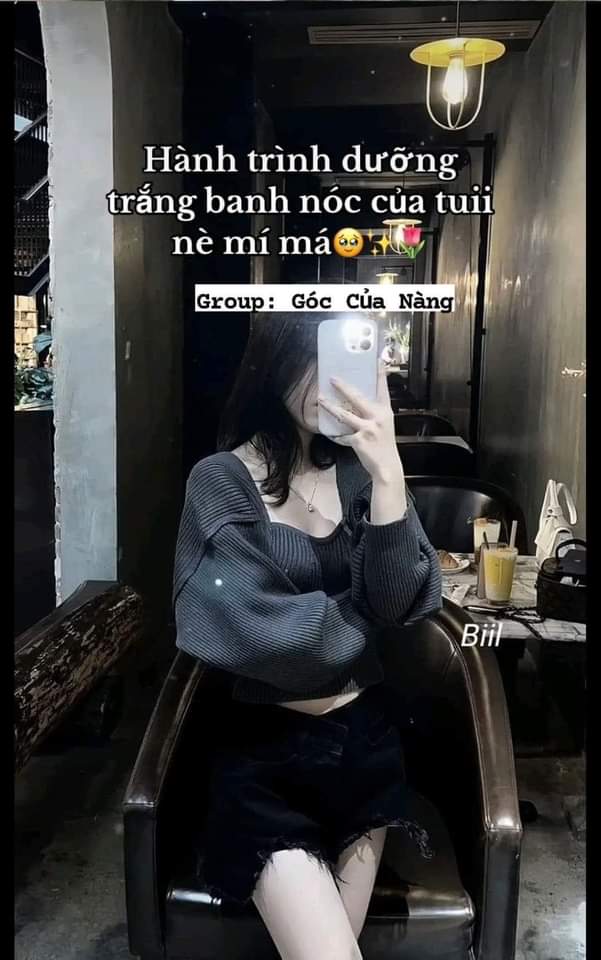 Hành trình dưỡng
trắng banh nóc của tuii
nè mí má🥹✨🌷
Group: Góc Của Nàng
Biil